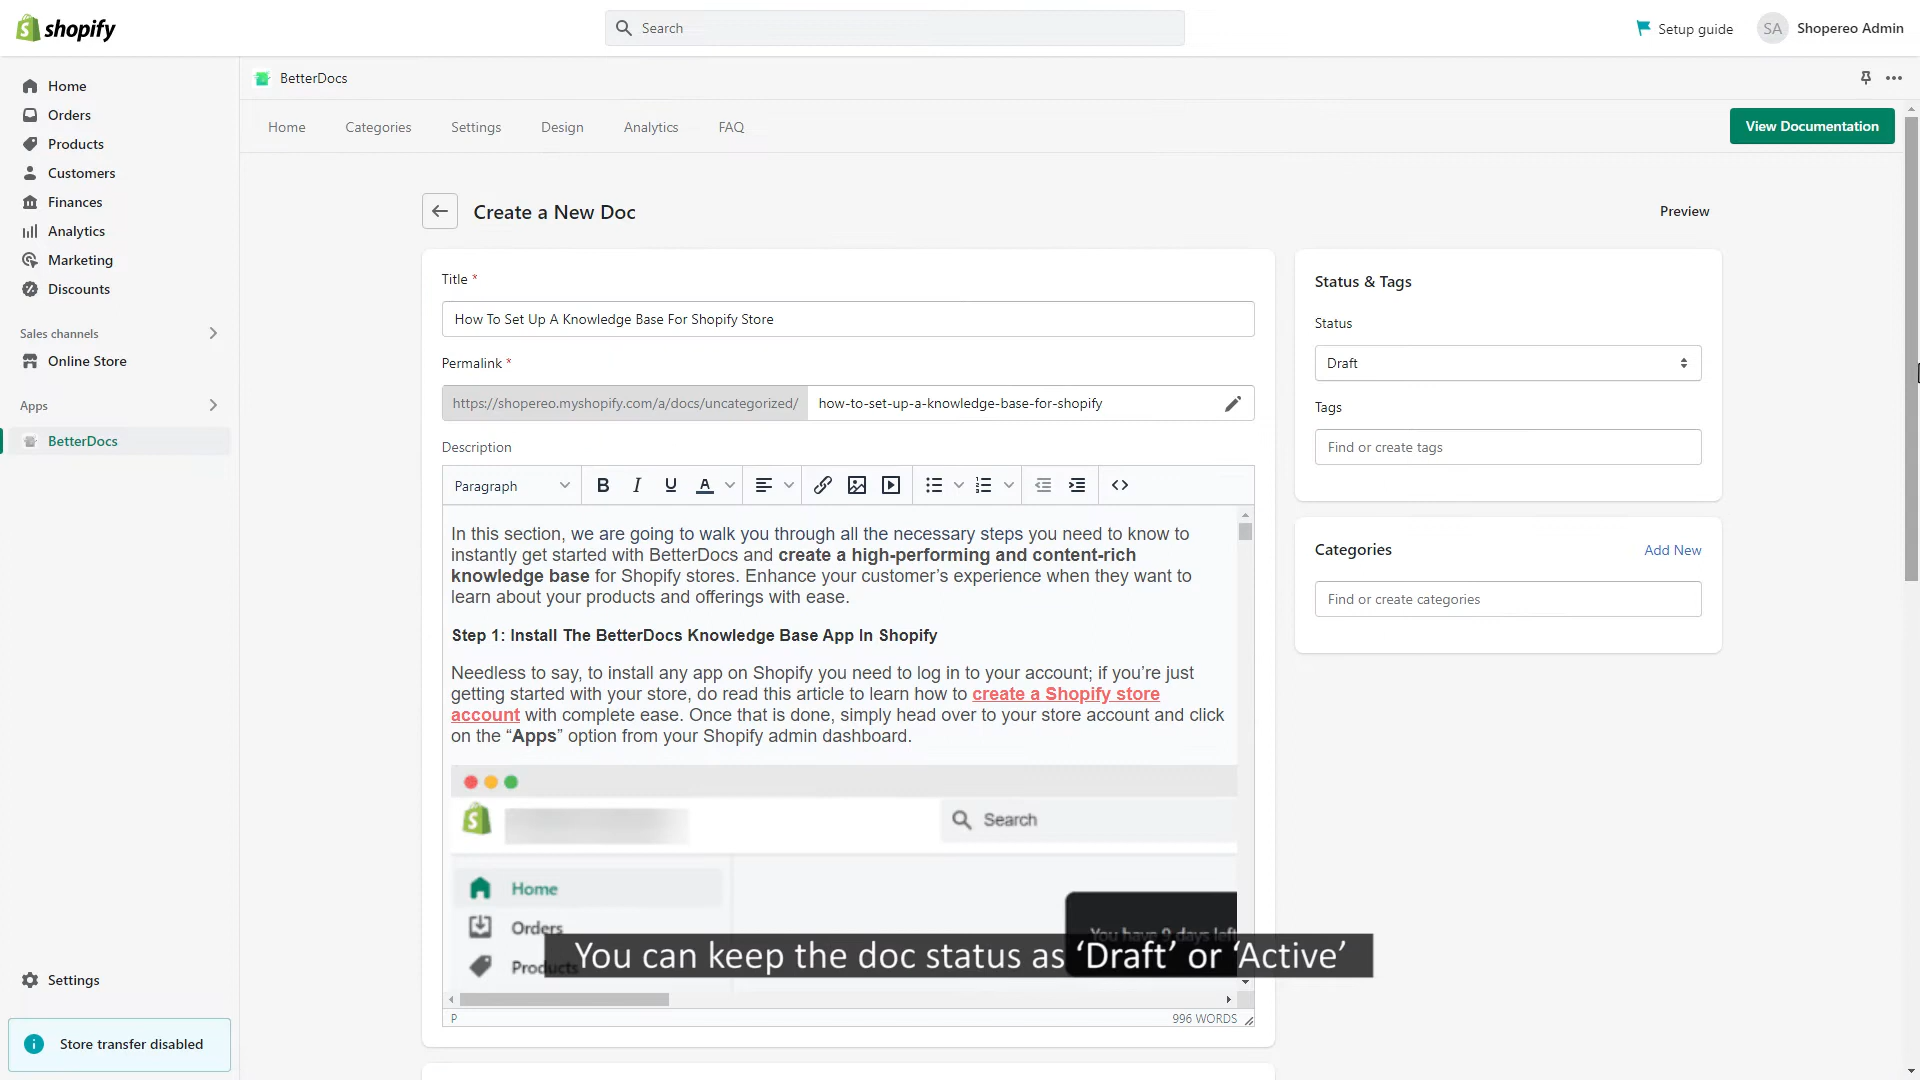 shopify
Search
Setup guide
SA
Shopereo Admin
Home
Orders
Products
Customers
Finances
Analytics
Marketing
Discounts
Sales channels
Online Store
Apps
BetterDocs
Settings
Store transfer disabled
BetterDocs
Home
Categories
Settings
Design
Analytics
FAQ
View Documentation
Create a New Doc
Preview
Title *
How To Set Up A Knowledge Base For Shopify Store
Permalink *
https://shopereo.myshopify.com/a/docs/uncategorized/
how-to-set-up-a-knowledge-base-for-shopify
Description
Paragraph
B I U A
In this section, we are going to walk you through all the necessary steps you need to know to
instantly get started with BetterDocs and create a high-performing and content-rich
knowledge base for Shopify stores. Enhance your customer’s experience when they want to
learn about your products and offerings with ease.
Step 1: Install The BetterDocs Knowledge Base App In Shopify
Needless to say, to install any app on Shopify you need to log in to your account; if you’re just
getting started with your store, do read this article to learn how to create a Shopify store
account with complete ease. Once that is done, simply head over to your store account and click
on the “Apps” option from your Shopify admin dashboard.
Search
Home
Orders
You have 9 days left
Products
You can keep the doc status as ‘Draft’ or ‘Active’
P
996 WORDS
Status & Tags
Status
Draft
Tags
Find or create tags
Categories
Add New
Find or create categories